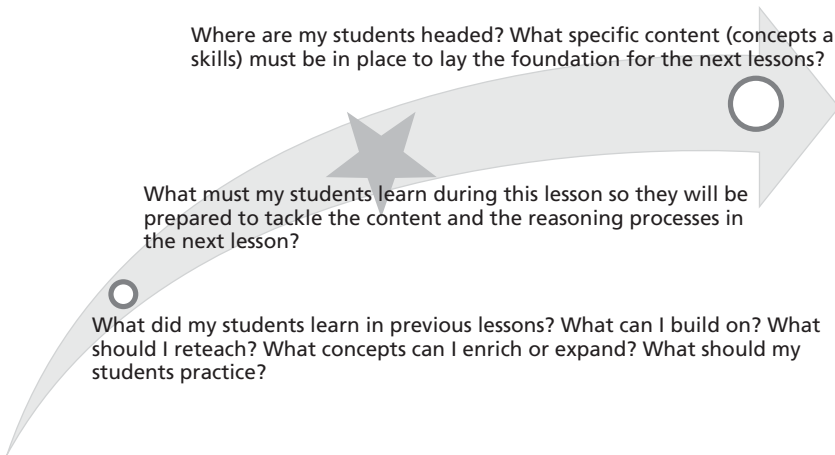 Where are my students headed? What specific content (concepts a
skills) must be in place to lay the foundation for the next lessons?
What must my students learn during this lesson so they will be
prepared to tackle the content and the reasoning processes in
the next lesson?
What did my students learn in previous lessons? What can I build on? What
should I reteach? What concepts can I enrich or expand? What should my
students practice?